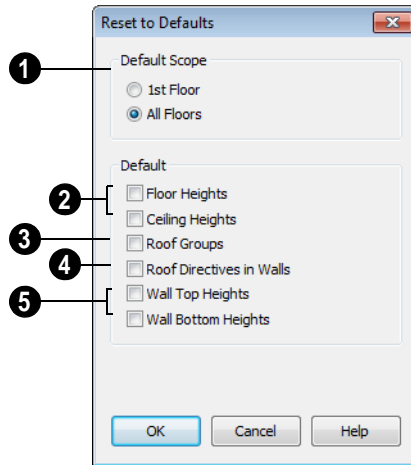 Reset to Defaults
Default Scope
1
1st Floor
All Floors
Default
2
Floor Heights
Ceiling Heights
3
Roof Groups
4
Roof Directives in Walls
5
Wall Top Heights
Wall Bottom Heights
OK Cancel Help